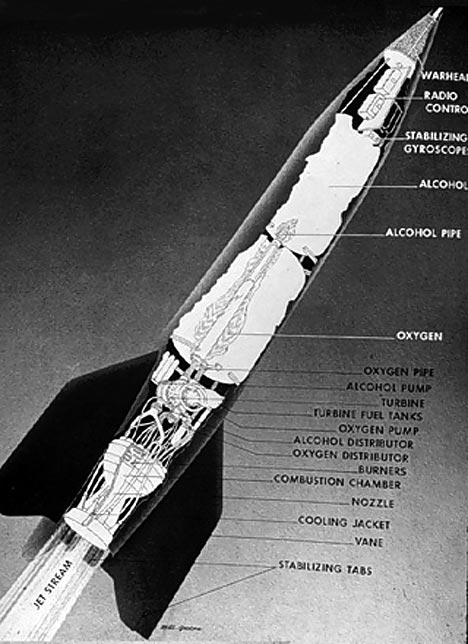 WARHEA
RADIO
CONTRO
STABILIZING
GYROSCOPE
ALCOHOL
ALCOHOL PIPE
OXYGEN
OXYGEN PIPE
ALCOHOL PUMP
TURBINE
TURBINE FUEL TANKS
OXYGEN PUMP
ALCOHOL DISTRIBUTOR
OXYGEN DISTRIBUTOR
BURNERS
COMBUSTION CHAMBER
NOZZLE
COOLING JACKET
VANE
STABILIZING TABS
JET STREAM